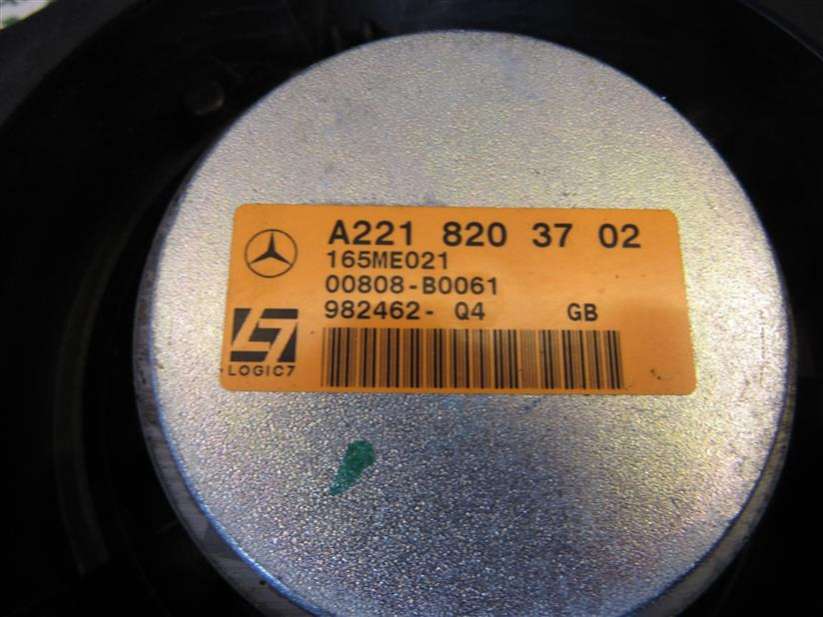 A221 820 37 02
165ME021
00808-B0061
982462- Q4 GB
LOGIC7